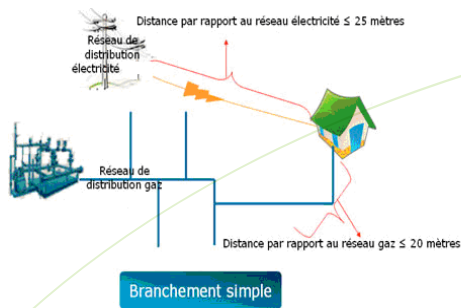 Distance par rapport au réseau électricité ≤ 25 mètres
Réseau de
distribution
électricité
Réseau de
distribution gaz
Distance par rapport au réseau gaz ≤ 20 mètres
Branchement simple